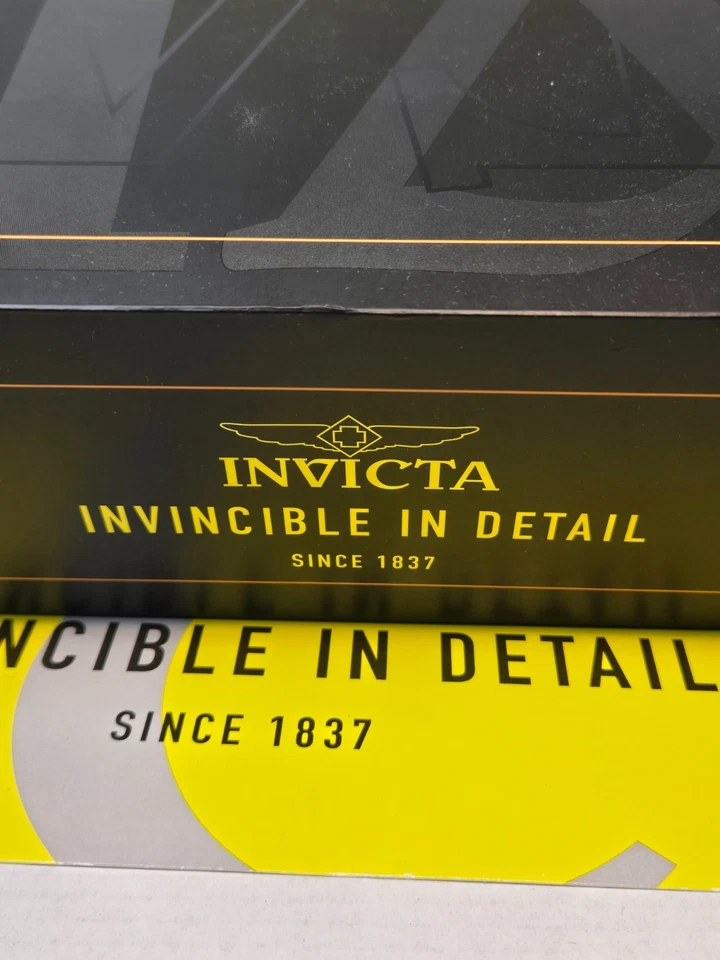 INVICTA
INVINCIBLE IN DETAIL
SINCE 1837
NCIBLE IN DETAIL
SINCE 1837